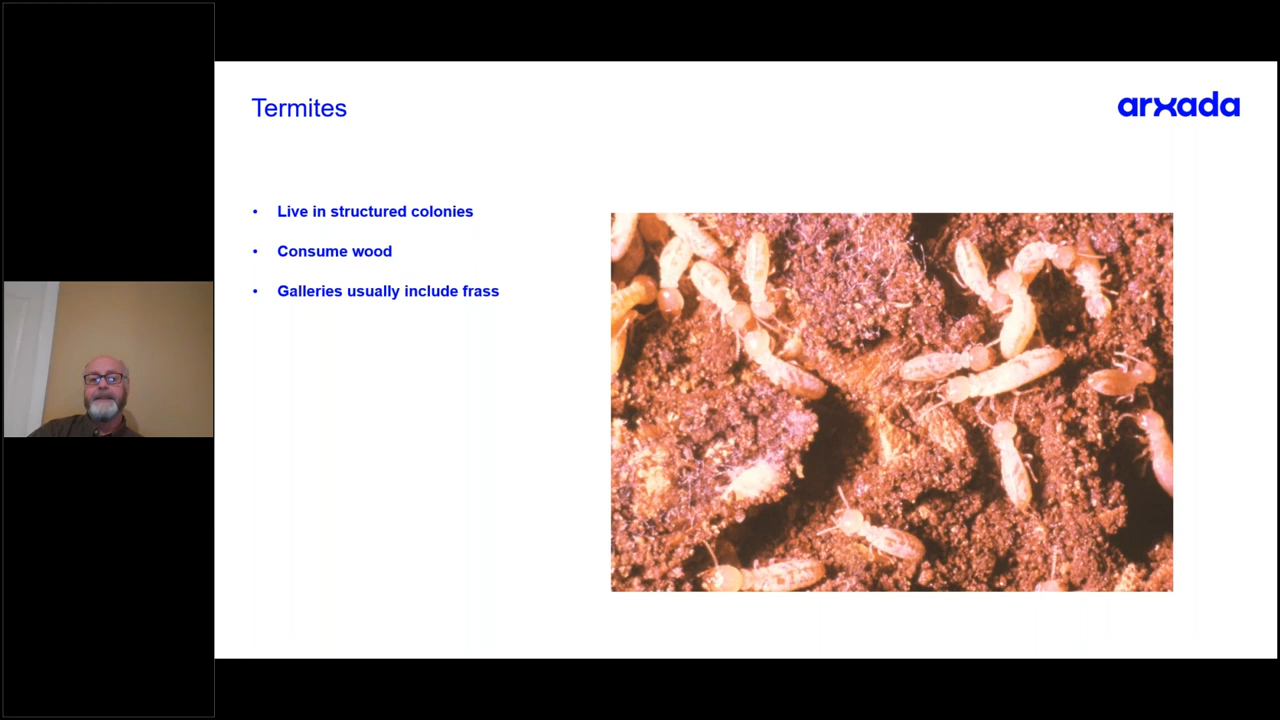 Termites
arxada
• Live in structured colonies
• Consume wood
• Galleries usually include frass